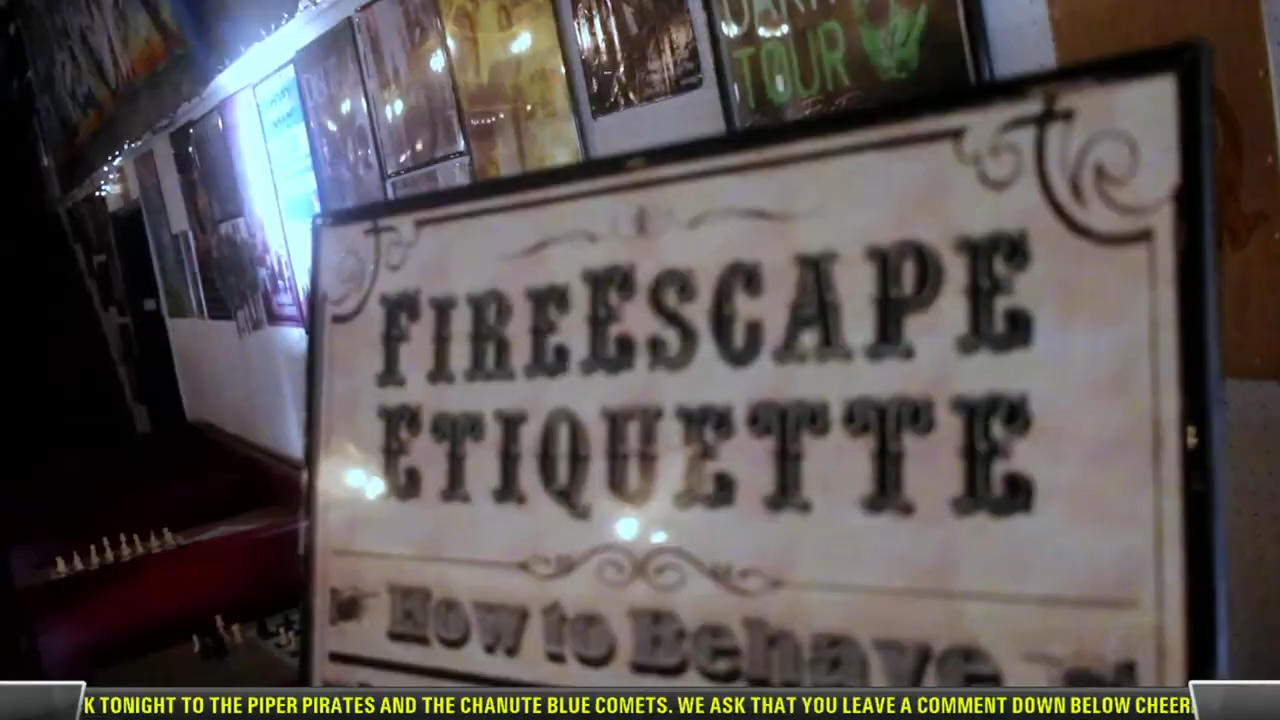 TOUR
FIREESCAPE
ETIQUETTE
How to Behave
K TONIGHT TO THE PIPER PIRATES AND THE CHANUTE BLUE COMETS. WE ASK THAT YOU LEAVE A COMMENT DOWN BELOW CHEER